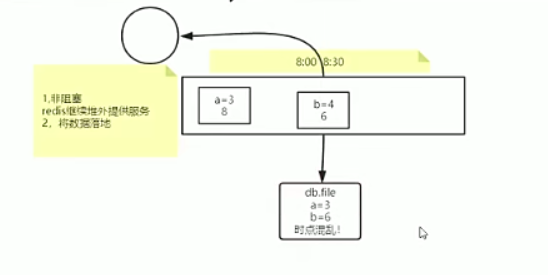 8:00 8:30
1,非阻塞
redis继续堆外提供服务
2，将数据落地
a=3
8
b=4
6
db.file
a=3
b=6
时点混乱！